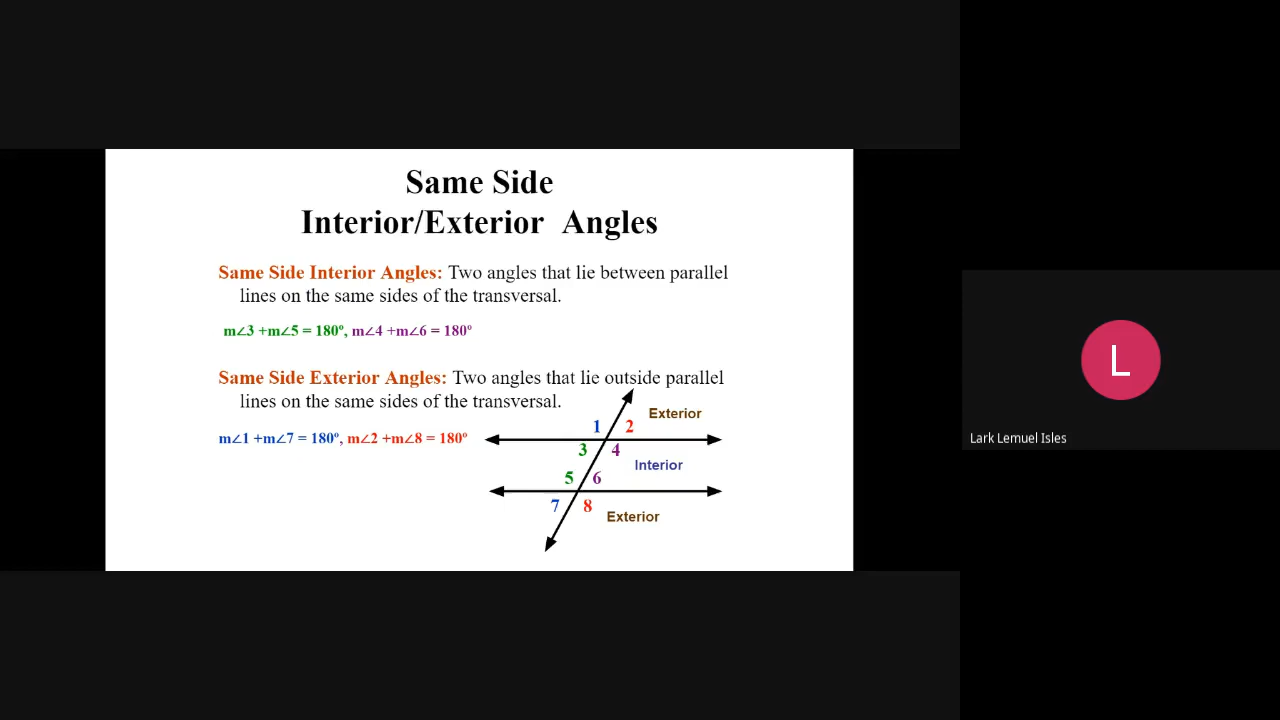 Same Side
Interior/Exterior Angles
Same Side Interior Angles: Two angles that lie between parallel
lines on the same sides of the transversal.
m∠3 +m∠5 = 180º, m∠4 +m∠6 = 180º
Same Side Exterior Angles: Two angles that lie outside parallel
lines on the same sides of the transversal.
m∠1 +m∠7 = 180º, m∠2 +m∠8 = 180º
Exterior
1 2
3 4
Interior
5 6
7 8
Exterior
L
Lark Lemuel Isles